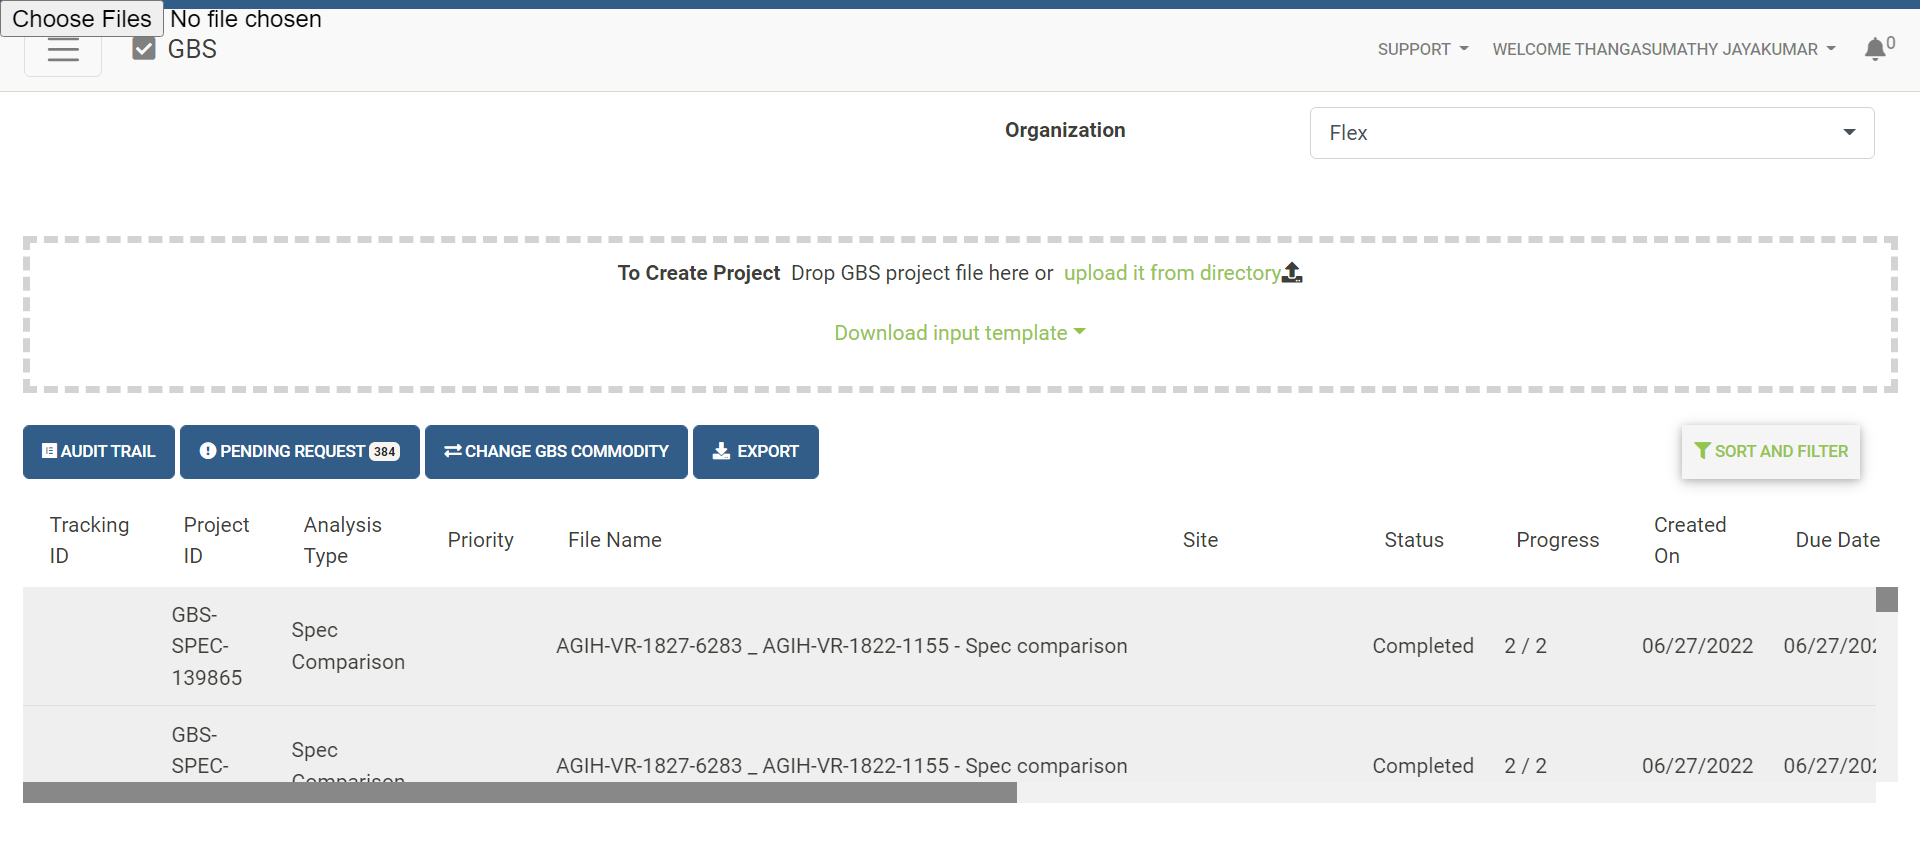 Choose Files No file chosen
GBS
SUPPORT
WELCOME THANGASUMATHY JAYAKUMAR
0
Organization
Flex
To Create Project Drop GBS project file here or upload it from directory
Download input template
AUDIT TRAIL
PENDING REQUEST 384
CHANGE GBS COMMODITY
EXPORT
SORT AND FILTER
Tracking ID
Project ID
Analysis Type
Priority
File Name
Site
Status
Progress
Created On
Due Date
GBS-
SPEC-
139865
Spec
Comparison
AGIH-VR-1827-6283 _ AGIH-VR-1822-1155 - Spec comparison
Completed
2 / 2
06/27/2022
06/27/202
GBS-
SPEC-
Spec
Comparison
AGIH-VR-1827-6283 _ AGIH-VR-1822-1155 - Spec comparison
Completed
2 / 2
06/27/2022
06/27/202